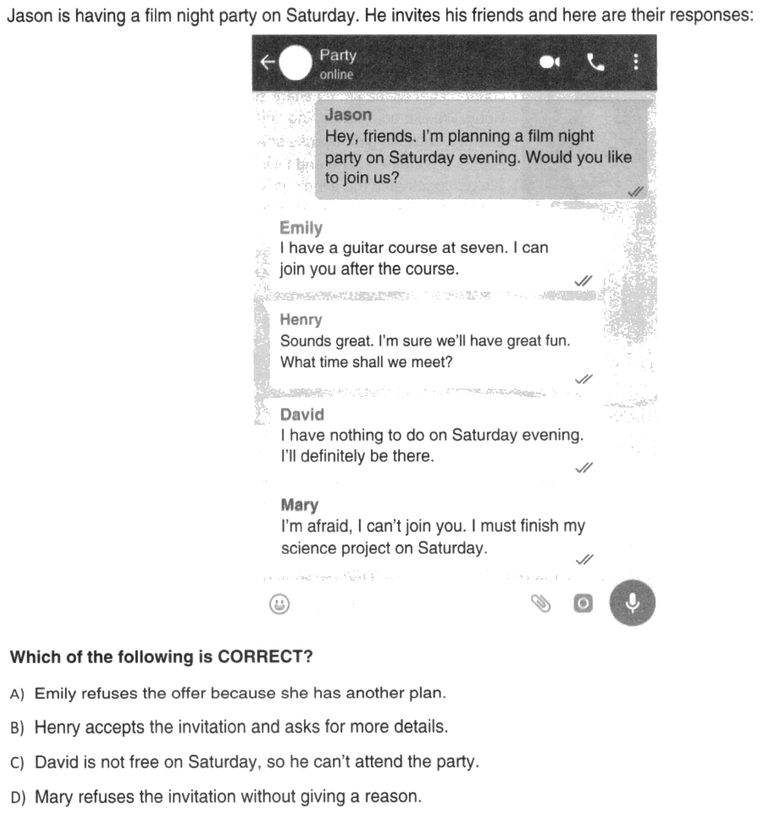 Jason is having a film night party on Saturday. He invites his friends and here are their responses:
Party
online
Jason
Hey, friends. I'm planning a film night
party on Saturday evening. Would you like
to join us?
Emily
I have a guitar course at seven. I can
join you after the course.
Henry
Sounds great. I'm sure we'll have great fun.
What time shall we meet?
David
I have nothing to do on Saturday evening.
I'll definitely be there.
Mary
I'm afraid, I can't join you. I must finish my
science project on Saturday.
Which of the following is CORRECT?
A) Emily refuses the offer because she has another plan.
B) Henry accepts the invitation and asks for more details.
C) David is not free on Saturday, so he can't attend the party.
D) Mary refuses the invitation without giving a reason.